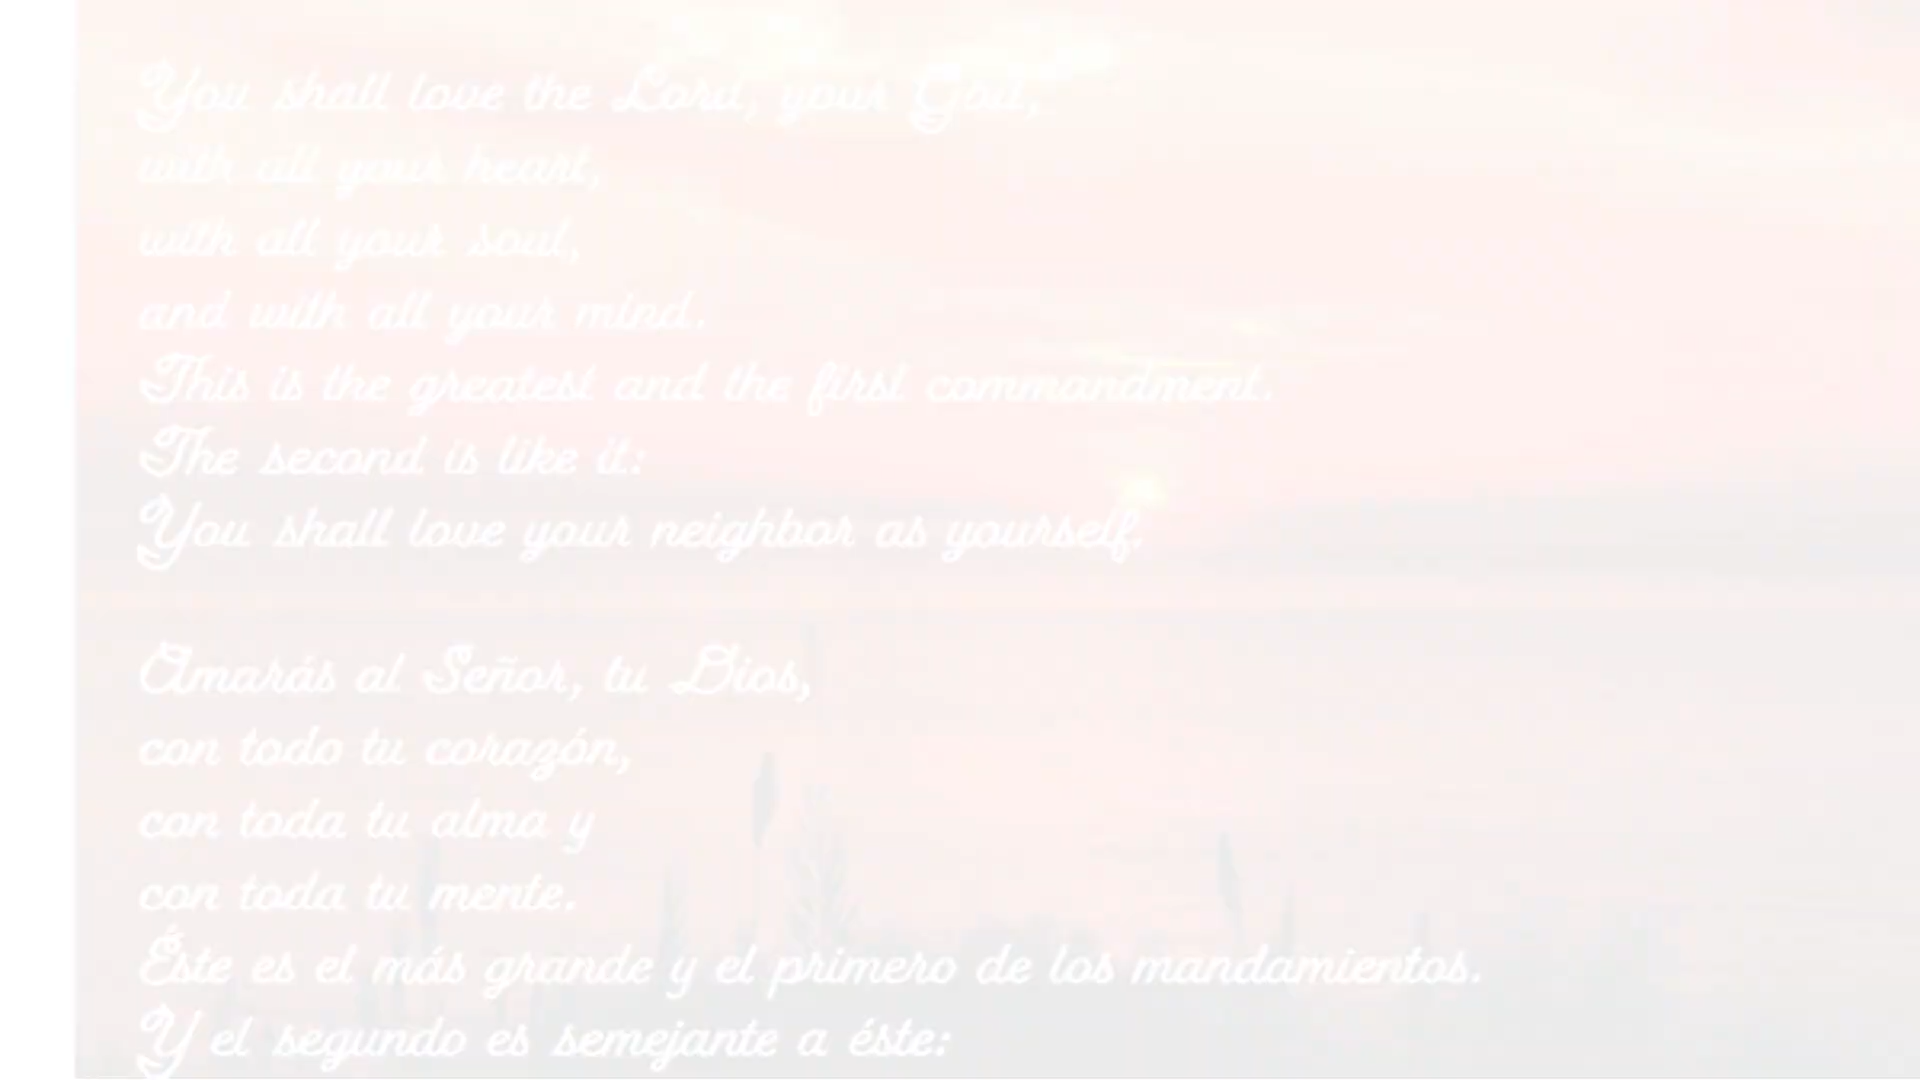 You shall love the Lord, your God,
with all your heart,
with all your soul,
and with all your mind.
This is the greatest and the first commandment.
The second is like it:
You shall love your neighbor as yourself.
Amarás al Señor, tu Dios,
con todo tu corazón,
con toda tu alma y
con toda tu mente.
Éste es el más grande y el primero de los mandamientos.
Y el segundo es semejante a éste: